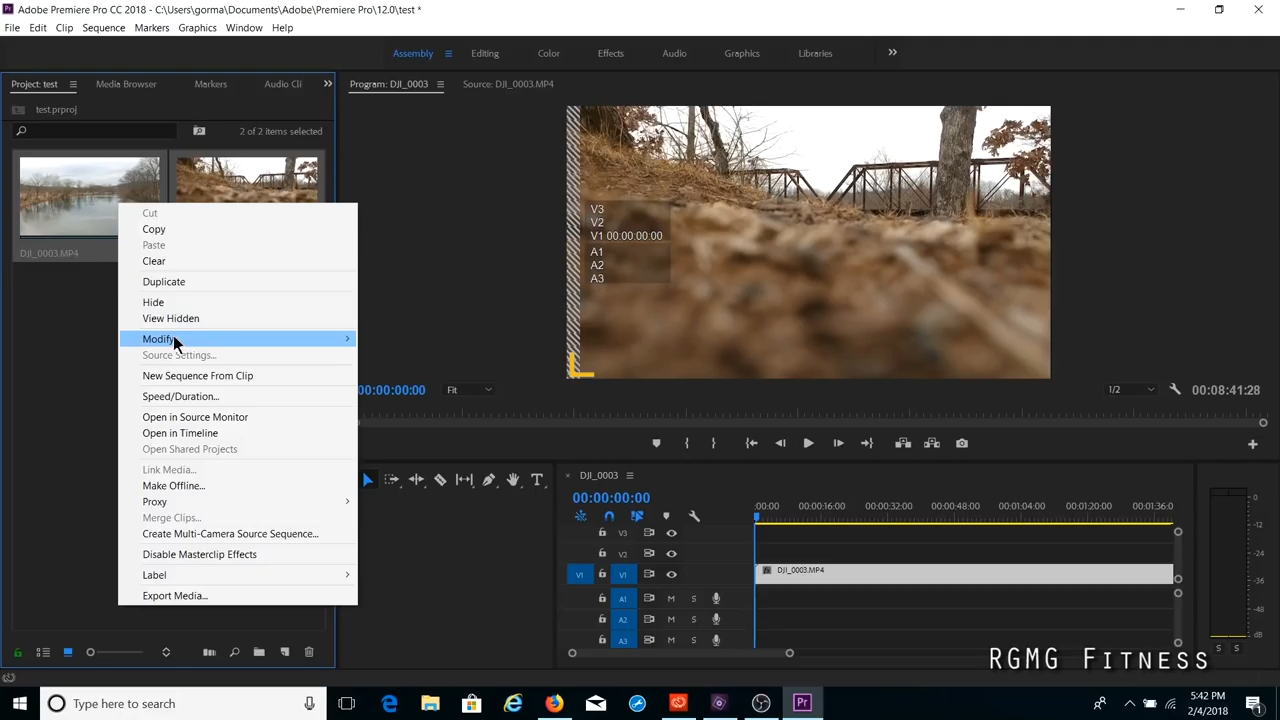 Adobe Premiere Pro CC 2018 - C:\Users\gorma\Documents\Adobe\Premiere Pro\12.0\test *
File Edit Clip Sequence Markers Graphics Window Help
Assembly Editing Color Effects Audio Graphics Libraries
Project: test Media Browser Markers Audio Cli
Program: DJI_0003 Source: DJI_0003.MP4
test.prproj
2 of 2 items selected
DJI_0003.MP4
Cut
Copy
Paste
Clear
Duplicate
Hide
View Hidden
Modify
Source Settings...
New Sequence From Clip
Speed/Duration...
Open in Source Monitor
Open in Timeline
Open Shared Projects
Link Media...
Make Offline...
Proxy
Merge Clips...
Create Multi-Camera Source Sequence...
Disable Masterclip Effects
Label
Export Media...
V3
V2
V1 00:00:00:00
A1
A2
A3
00:00:00:00 Fit 1/2 00:08:41:28
DJI_0003
00:00:00:00
:00:00 00:00:16:00 00:00:32:00 00:00:48:00 00:01:04:00 00:01:20:00 00:01:36:0
V3
V2
V1 V1 DJI_0003.MP4
A1 M S
A2 M S
A3 M S
0
-12
-24
-36
-48
dB
S S
RGMG Fitness
Type here to search
5:42 PM
2/4/2018
1